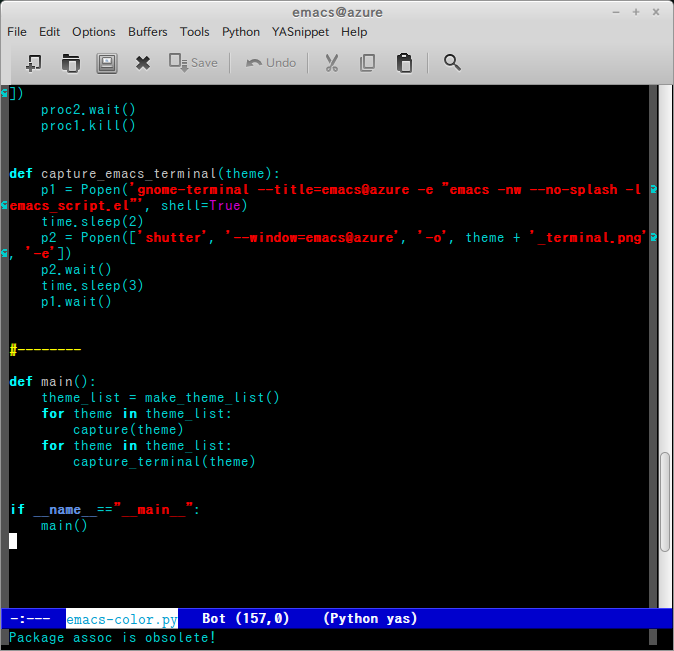 emacs@azure
File Edit Options Buffers Tools Python YASnippet Help
Save Undo
])
    proc2.wait()
    proc1.kill()
def capture_emacs_terminal(theme):
    p1 = Popen('gnome-terminal --title=emacs@azure -e "emacs -nw --no-splash -l
emacs_script.el"', shell=True)
    time.sleep(2)
    p2 = Popen(['shutter', '--window=emacs@azure', '-o', theme + '_terminal.png'
, '-e'])
    p2.wait()
    time.sleep(3)
    p1.wait()
#--------
def main():
    theme_list = make_theme_list()
    for theme in theme_list:
        capture(theme)
    for theme in theme_list:
        capture_terminal(theme)
if __name__=="__main__":
    main()
-:--- emacs-color.py Bot (157,0) (Python yas)
Package assoc is obsolete!